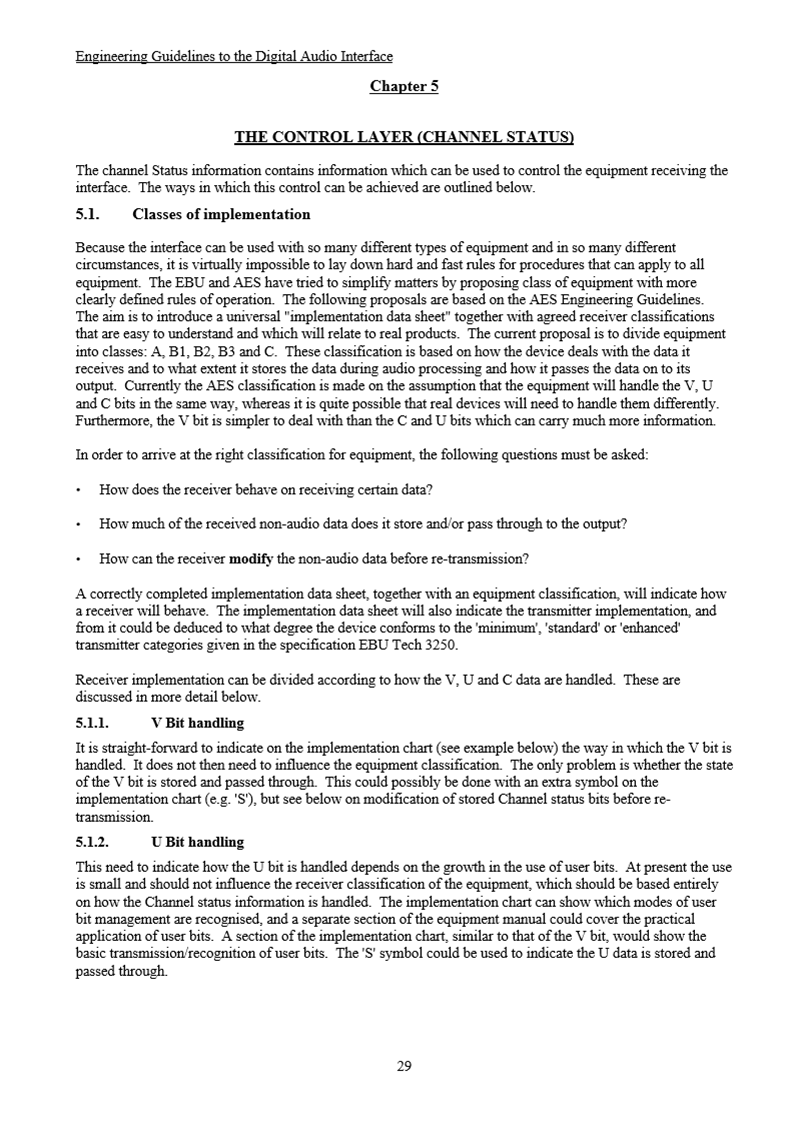 Engineering Guidelines to the Digital Audio Interface
Chapter 5
THE CONTROL LAYER (CHANNEL STATUS)
The channel Status information contains information which can be used to control the equipment receiving the
interface.  The ways in which this control can be achieved are outlined below.
5.1. Classes of implementation
Because the interface can be used with so many different types of equipment and in so many different
circumstances, it is virtually impossible to lay down hard and fast rules for procedures that can apply to all
equipment.  The EBU and AES have tried to simplify matters by proposing class of equipment with more
clearly defined rules of operation.  The following proposals are based on the AES Engineering Guidelines.
The aim is to introduce a universal "implementation data sheet" together with agreed receiver classifications
that are easy to understand and which will relate to real products.  The current proposal is to divide equipment
into classes: A, B1, B2, B3 and C.  These classification is based on how the device deals with the data it
receives and to what extent it stores the data during audio processing and how it passes the data on to its
output.  Currently the AES classification is made on the assumption that the equipment will handle the V, U
and C bits in the same way, whereas it is quite possible that real devices will need to handle them differently.
Furthermore, the V bit is simpler to deal with than the C and U bits which can carry much more information.
In order to arrive at the right classification for equipment, the following questions must be asked:
• How does the receiver behave on receiving certain data?
• How much of the received non-audio data does it store and/or pass through to the output?
• How can the receiver modify the non-audio data before re-transmission?
A correctly completed implementation data sheet, together with an equipment classification, will indicate how
a receiver will behave.  The implementation data sheet will also indicate the transmitter implementation, and
from it could be deduced to what degree the device conforms to the 'minimum', 'standard' or 'enhanced'
transmitter categories given in the specification EBU Tech 3250.
Receiver implementation can be divided according to how the V, U and C data are handled.  These are
discussed in more detail below.
5.1.1. V Bit handling
It is straight-forward to indicate on the implementation chart (see example below) the way in which the V bit is
handled.  It does not then need to influence the equipment classification.  The only problem is whether the state
of the V bit is stored and passed through.  This could possibly be done with an extra symbol on the
implementation chart (e.g. 'S'), but see below on modification of stored Channel status bits before re-
transmission.
5.1.2. U Bit handling
This need to indicate how the U bit is handled depends on the growth in the use of user bits.  At present the use
is small and should not influence the receiver classification of the equipment, which should be based entirely
on how the Channel status information is handled.  The implementation chart can show which modes of user
bit management are recognised, and a separate section of the equipment manual could cover the practical
application of user bits.  A section of the implementation chart, similar to that of the V bit, would show the
basic transmission/recognition of user bits.  The 'S' symbol could be used to indicate the U data is stored and
passed through.
29